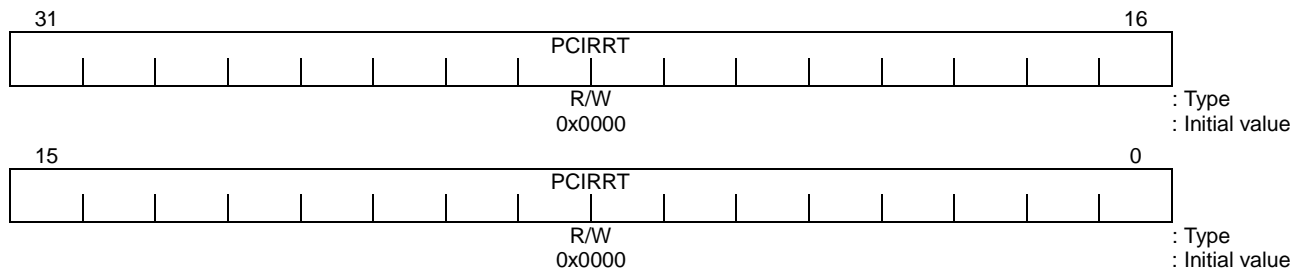 31 16
PCIRRT
R/W : Type
0x0000 : Initial value
15 0
PCIRRT
R/W : Type
0x0000 : Initial value